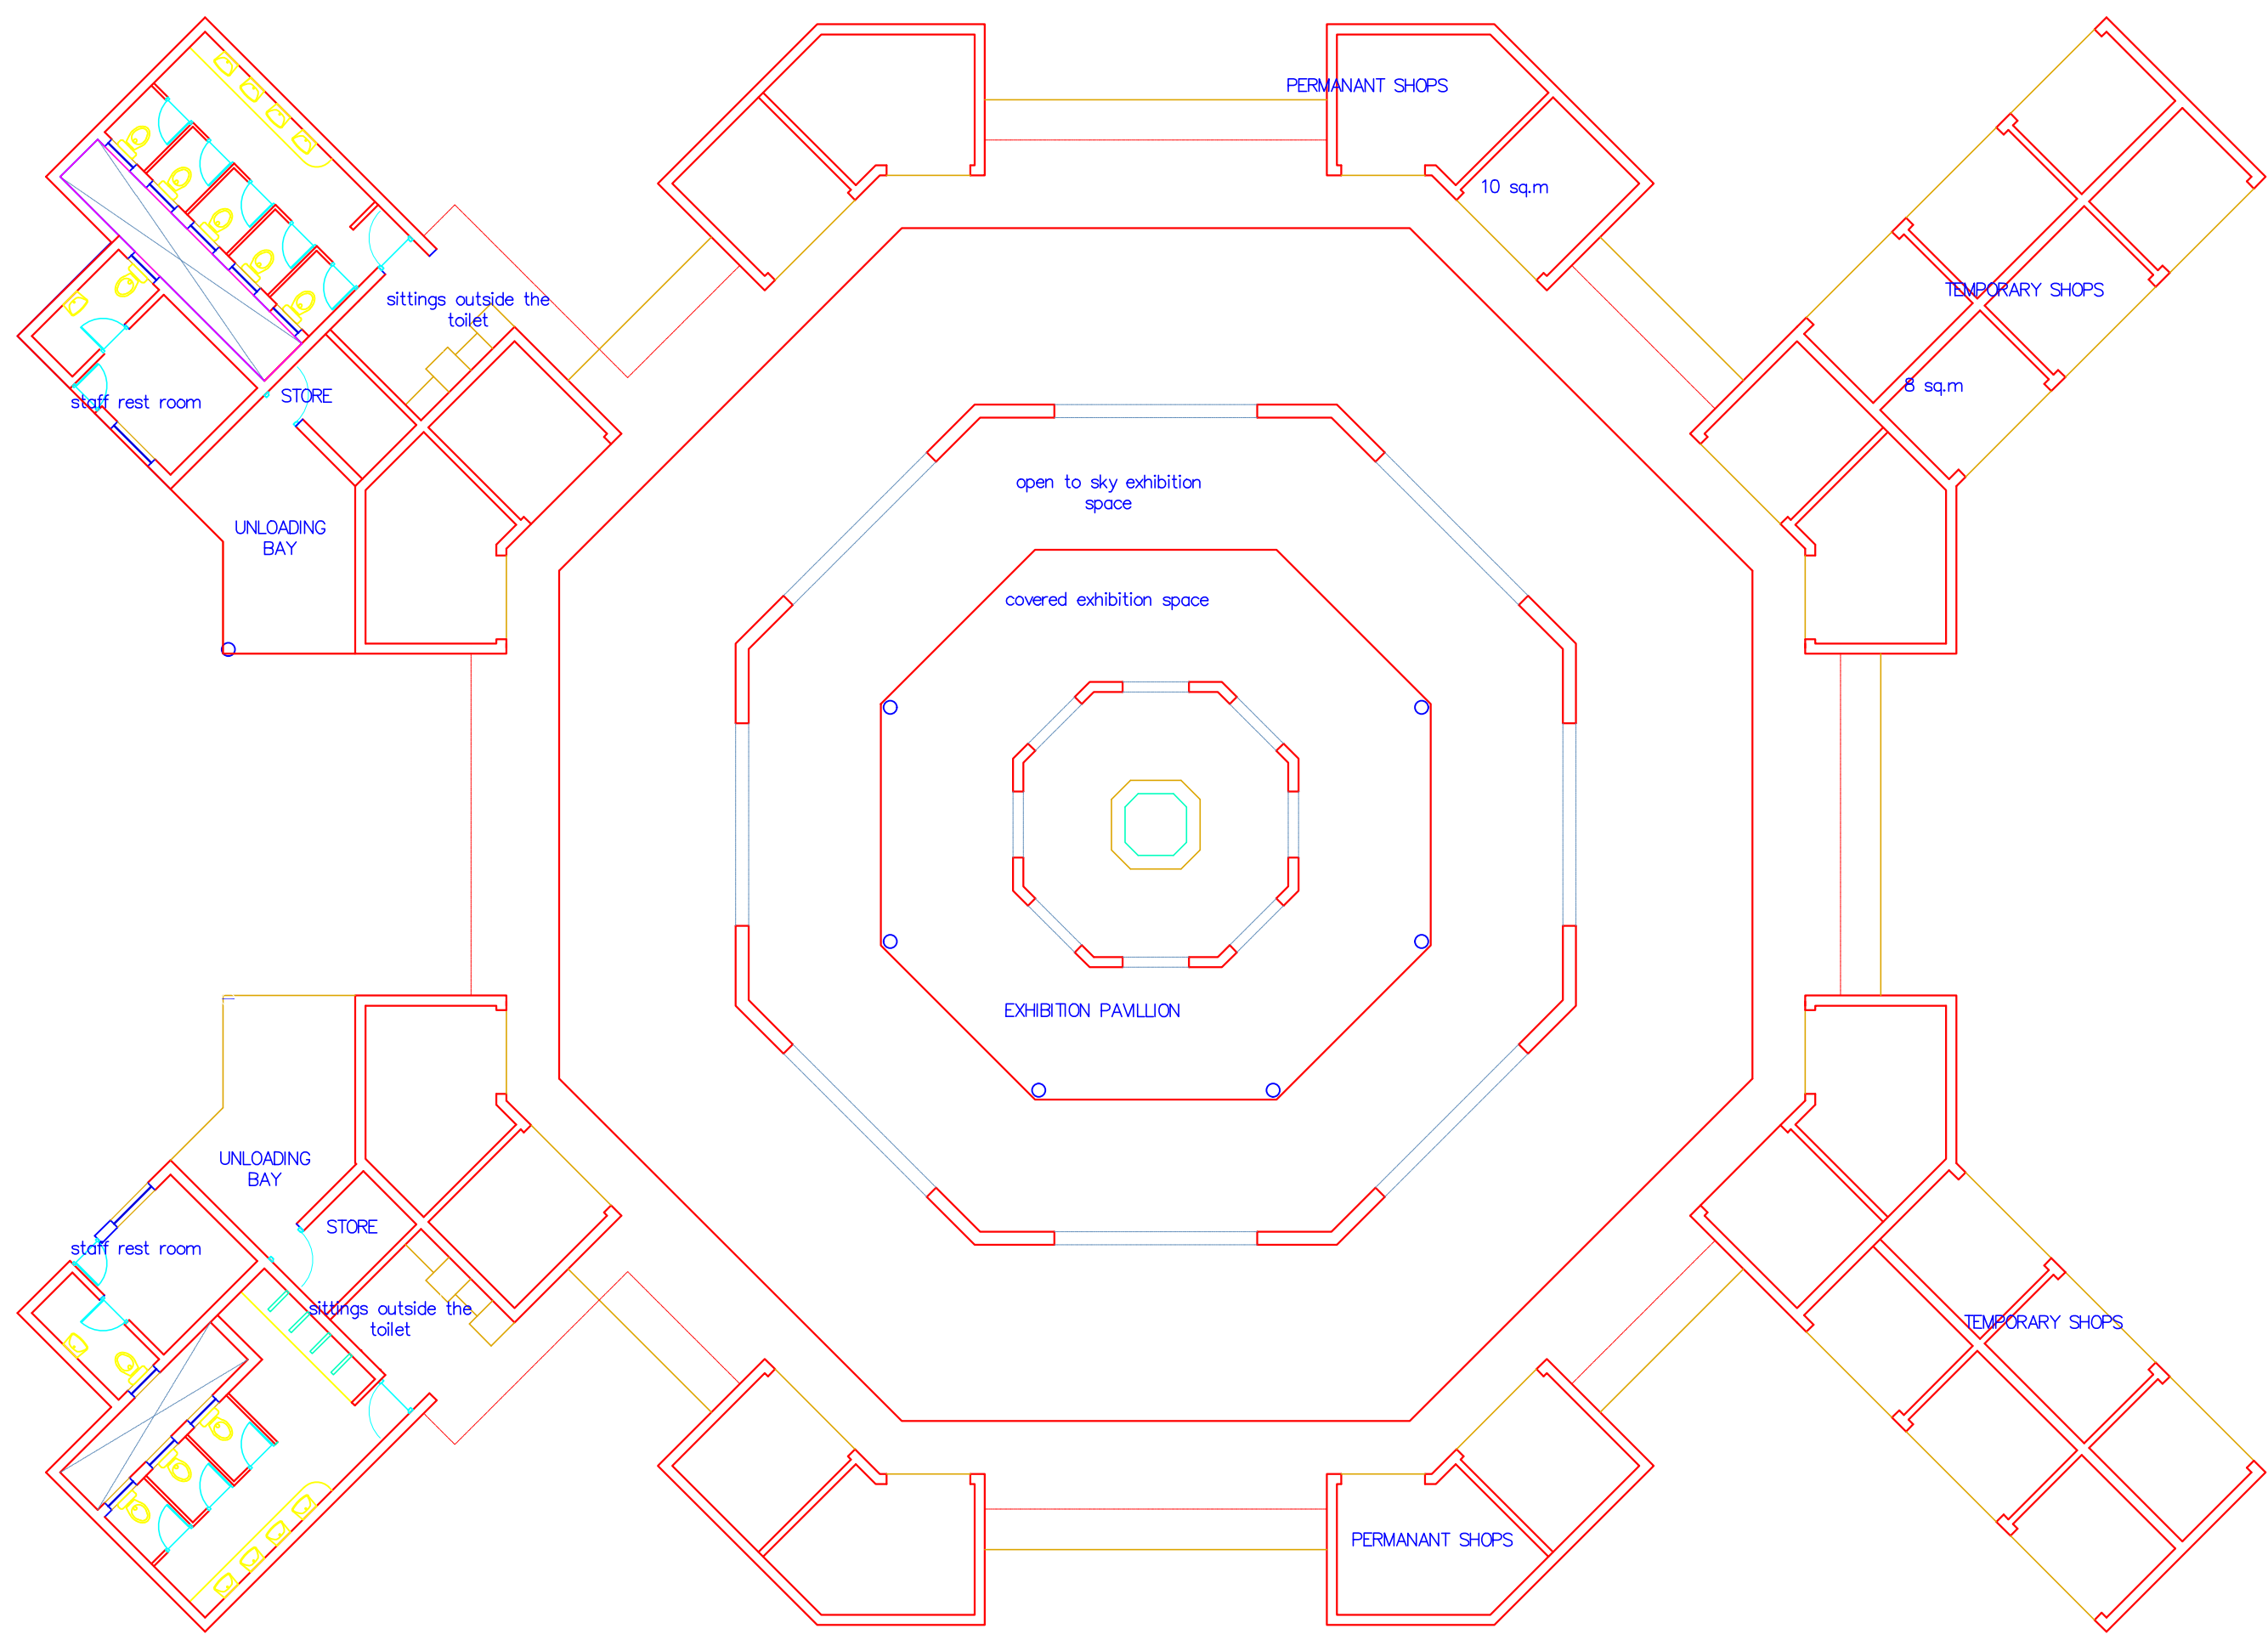 PERMANANT SHOPS
10 sq.m
TEMPORARY SHOPS
sittings outside the
toilet
8 sq.m
STORE
staff rest room
open to sky exhibition
space
UNLOADING
BAY
covered exhibition space
EXHIBITION PAVILLION
UNLOADING
BAY
STORE
staff rest room
sittings outside the
toilet
TEMPORARY SHOPS
PERMANANT SHOPS